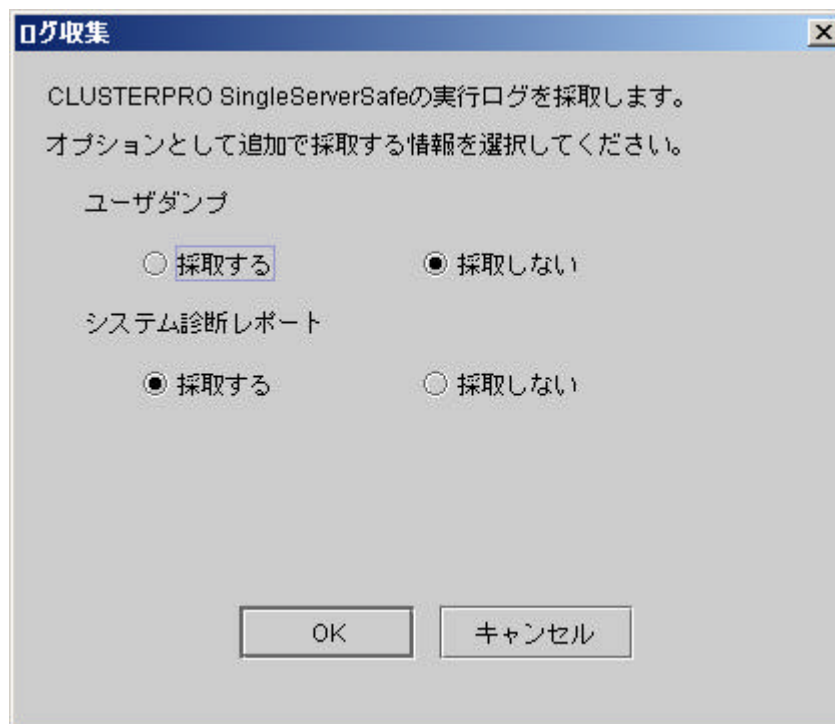 ログ収集
CLUSTERPRO SingleServerSafeの実行ログを採取します。
オプションとして追加で採取する情報を選択してください。
ユーザダンプ
採取する 採取しない
システム診断レポート
採取する 採取しない
OK キャンセル